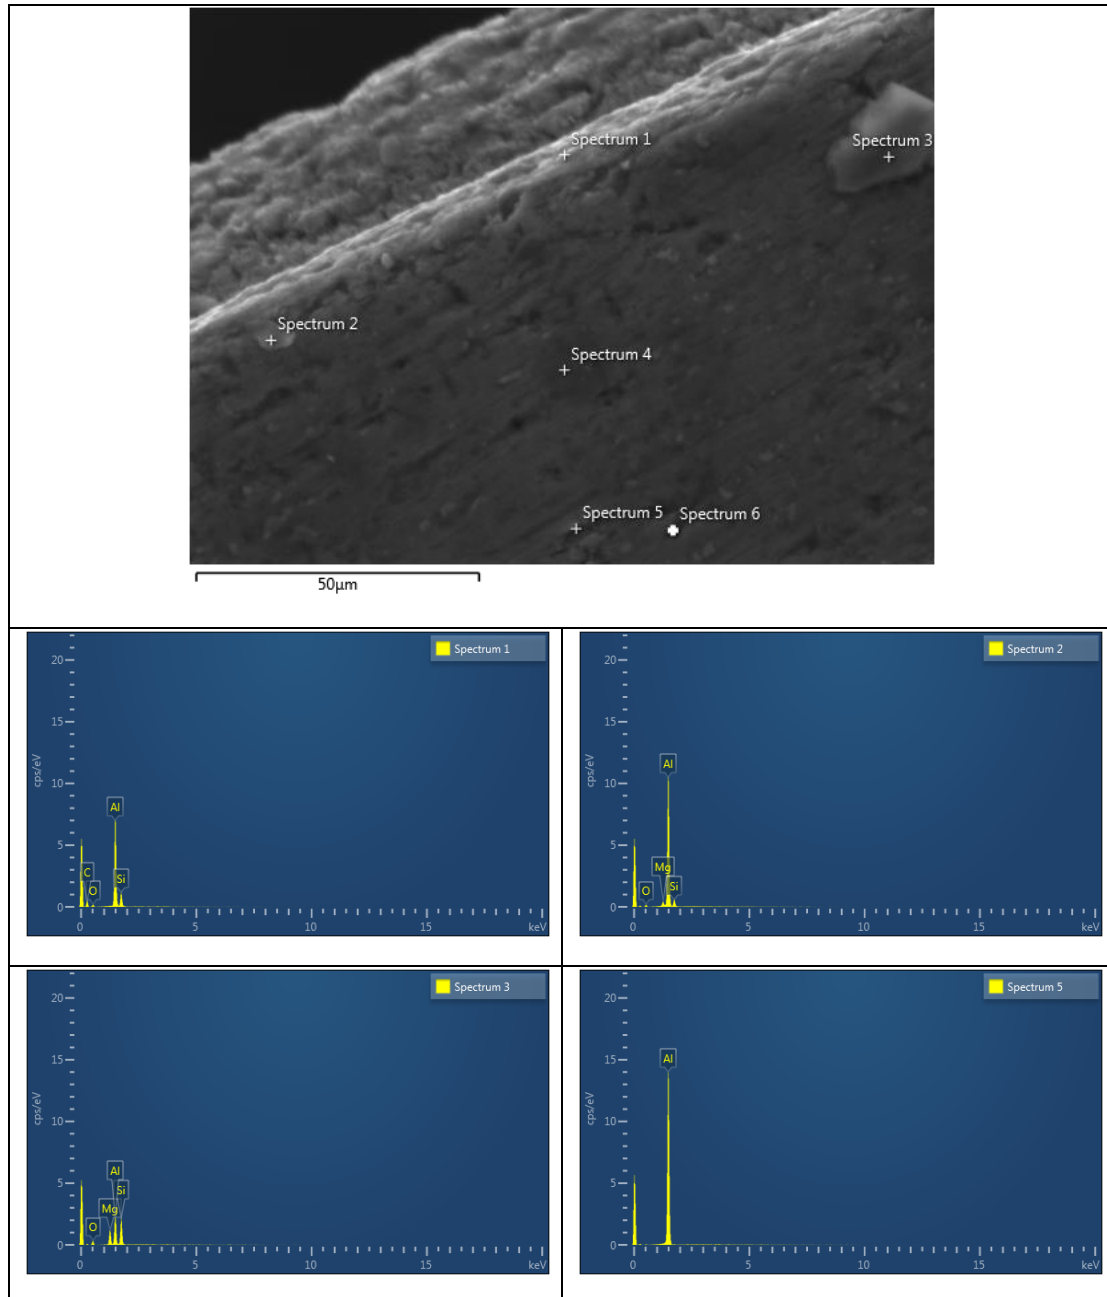 Spectrum 1
Spectrum 3
Spectrum 2
Spectrum 4
Spectrum 5
Spectrum 6
50µm
Spectrum 1
20
15
cps/eV
10
Al
5
C
Si
O
0
0
5
10
15
keV
Spectrum 2
20
15
cps/eV
Al
10
5
Mg
Si
O
0
0
5
10
15
keV
Spectrum 3
20
15
cps/eV
10
Al
5
Si
Mg
O
0
0
5
10
15
keV
Spectrum 5
20
15
Al
cps/eV
10
5
0
0
5
10
15
keV